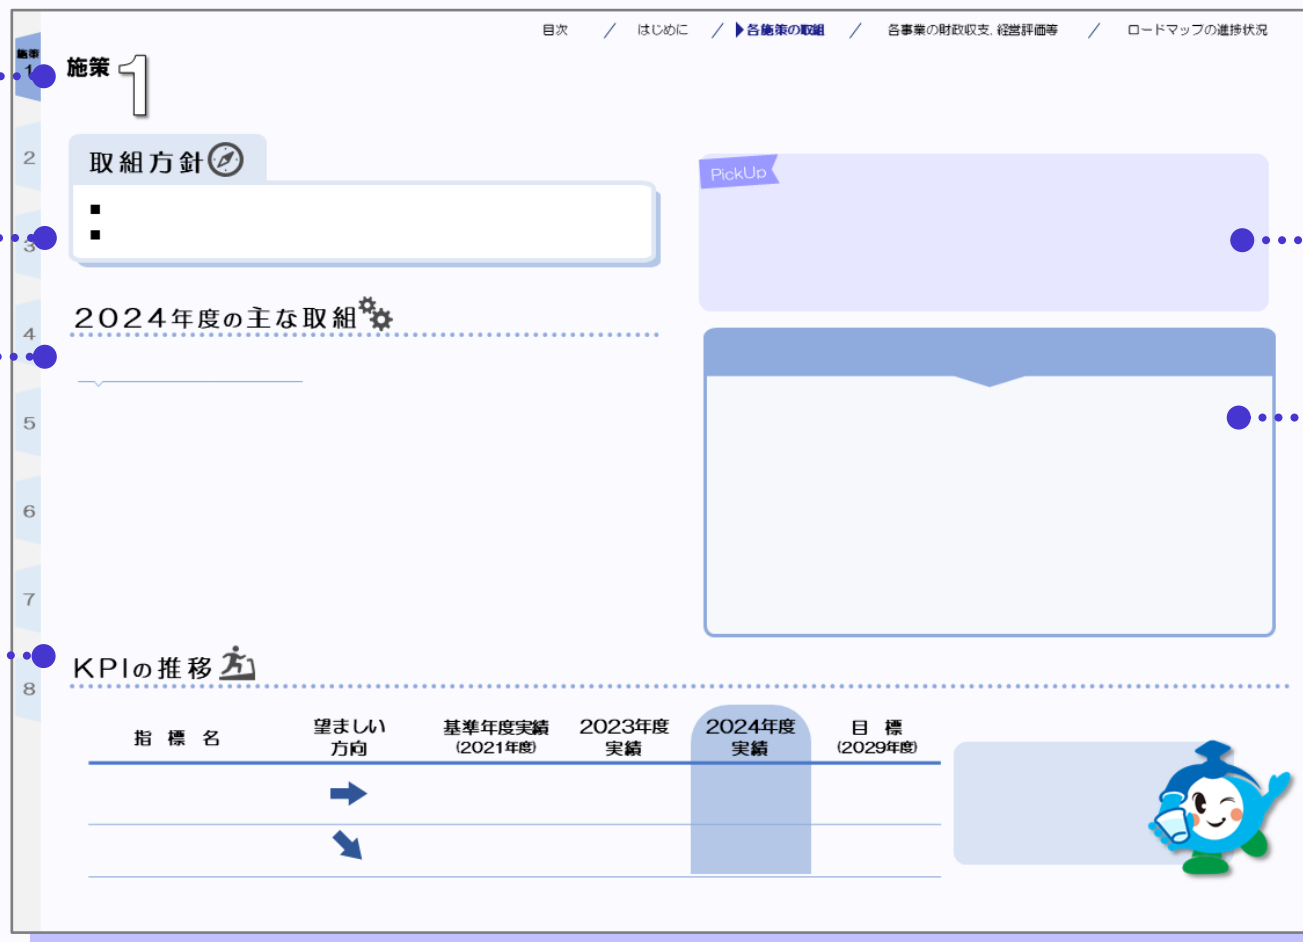 目次 / はじめに / ▶各施策の取組 / 各事業の財政収支、経営評価等 / ロードマップの進捗状況
施策
1
2
3
4
5
6
7
8
施策 1
取組方針
■
■
2024年度の主な取組
PickUp
KPIの推移
指標名 望ましい方向 基準年度実績(2021年度) 2023年度実績 2024年度実績 目標(2029年度)